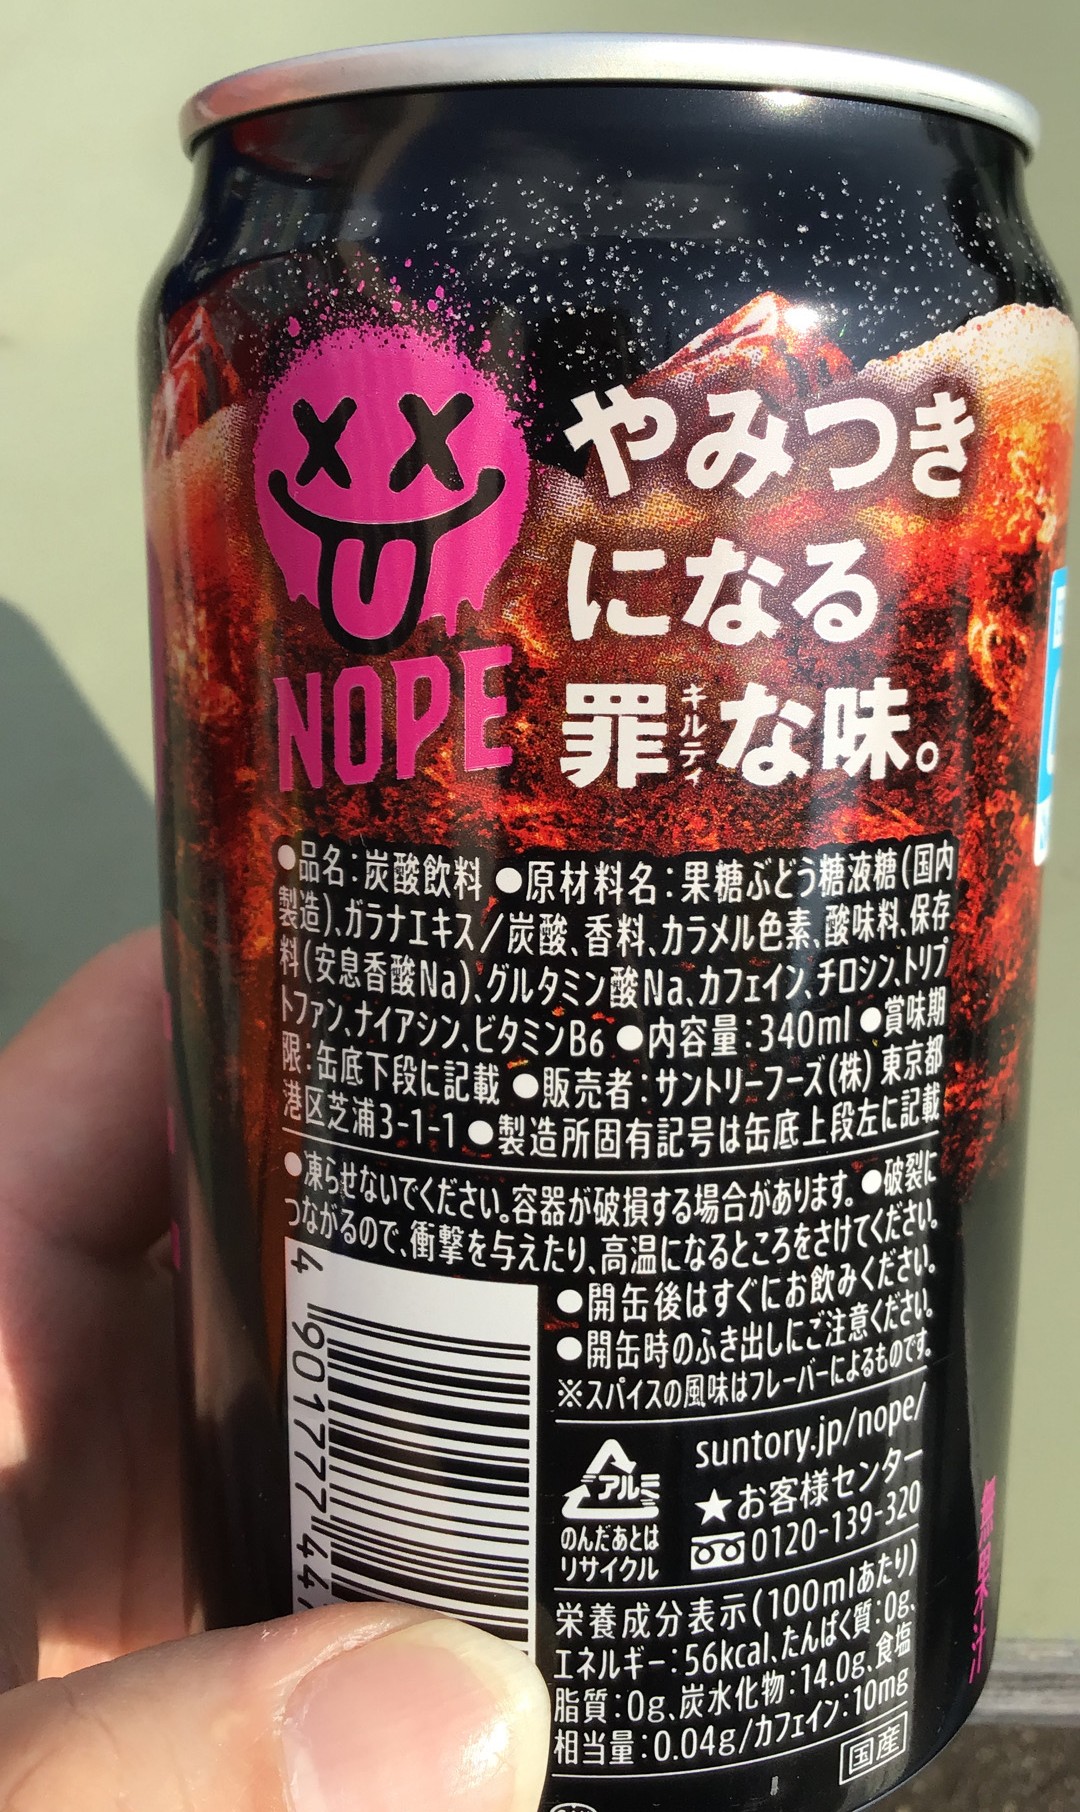 やみつき
になる
罪キルティな味。
NOPE
●品名:炭酸飲料 ●原材料名:果糖ぶどう糖液糖(国内
製造)、ガラナエキス/炭酸、香料、カラメル色素、酸味料、保存
料(安息香酸Na)、グルタミン酸Na、カフェイン、チロシン、トリプ
トファン、ナイアシン、ビタミンB6 ●内容量:340ml ●賞味期
限:缶底下段に記載 ●販売者:サントリーフーズ(株) 東京都
港区芝浦3-1-1 ●製造所固有記号は缶底上段左に記載
●凍らせないでください。容器が破損する場合があります。●破裂に
つながるので、衝撃を与えたり、高温になるところをさけてください。
●開缶後はすぐにお飲みください。
●開缶時のふき出しにご注意ください。
※スパイスの風味はフレーバーによるものです。
4 901777 44
アルミ
のんだあとは
リサイクル
suntory.jp/nope/
★お客様センター
0120-139-320
栄養成分表示(100mlあたり)
エネルギー:56kcal、たんぱく質:0g、
脂質:0g、炭水化物:14.0g、食塩
相当量:0.04g/カフェイン:10mg
国産
無果汁